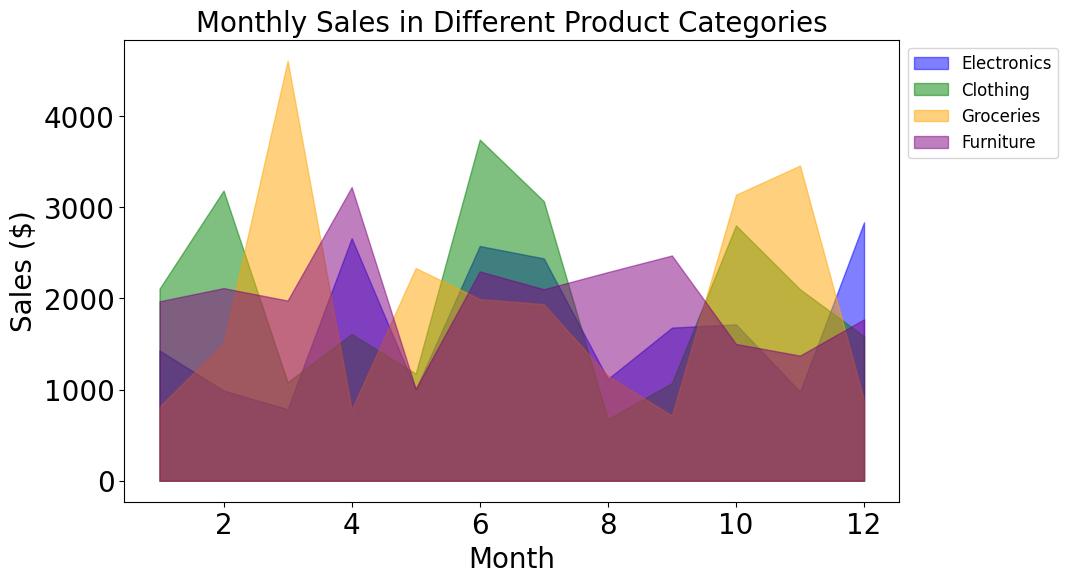 Monthly Sales in Different Product Categories
Electronics
Clothing
Groceries
Furniture
Sales ($)
4000
3000
2000
1000
0
2 4 6 8 10 12
Month